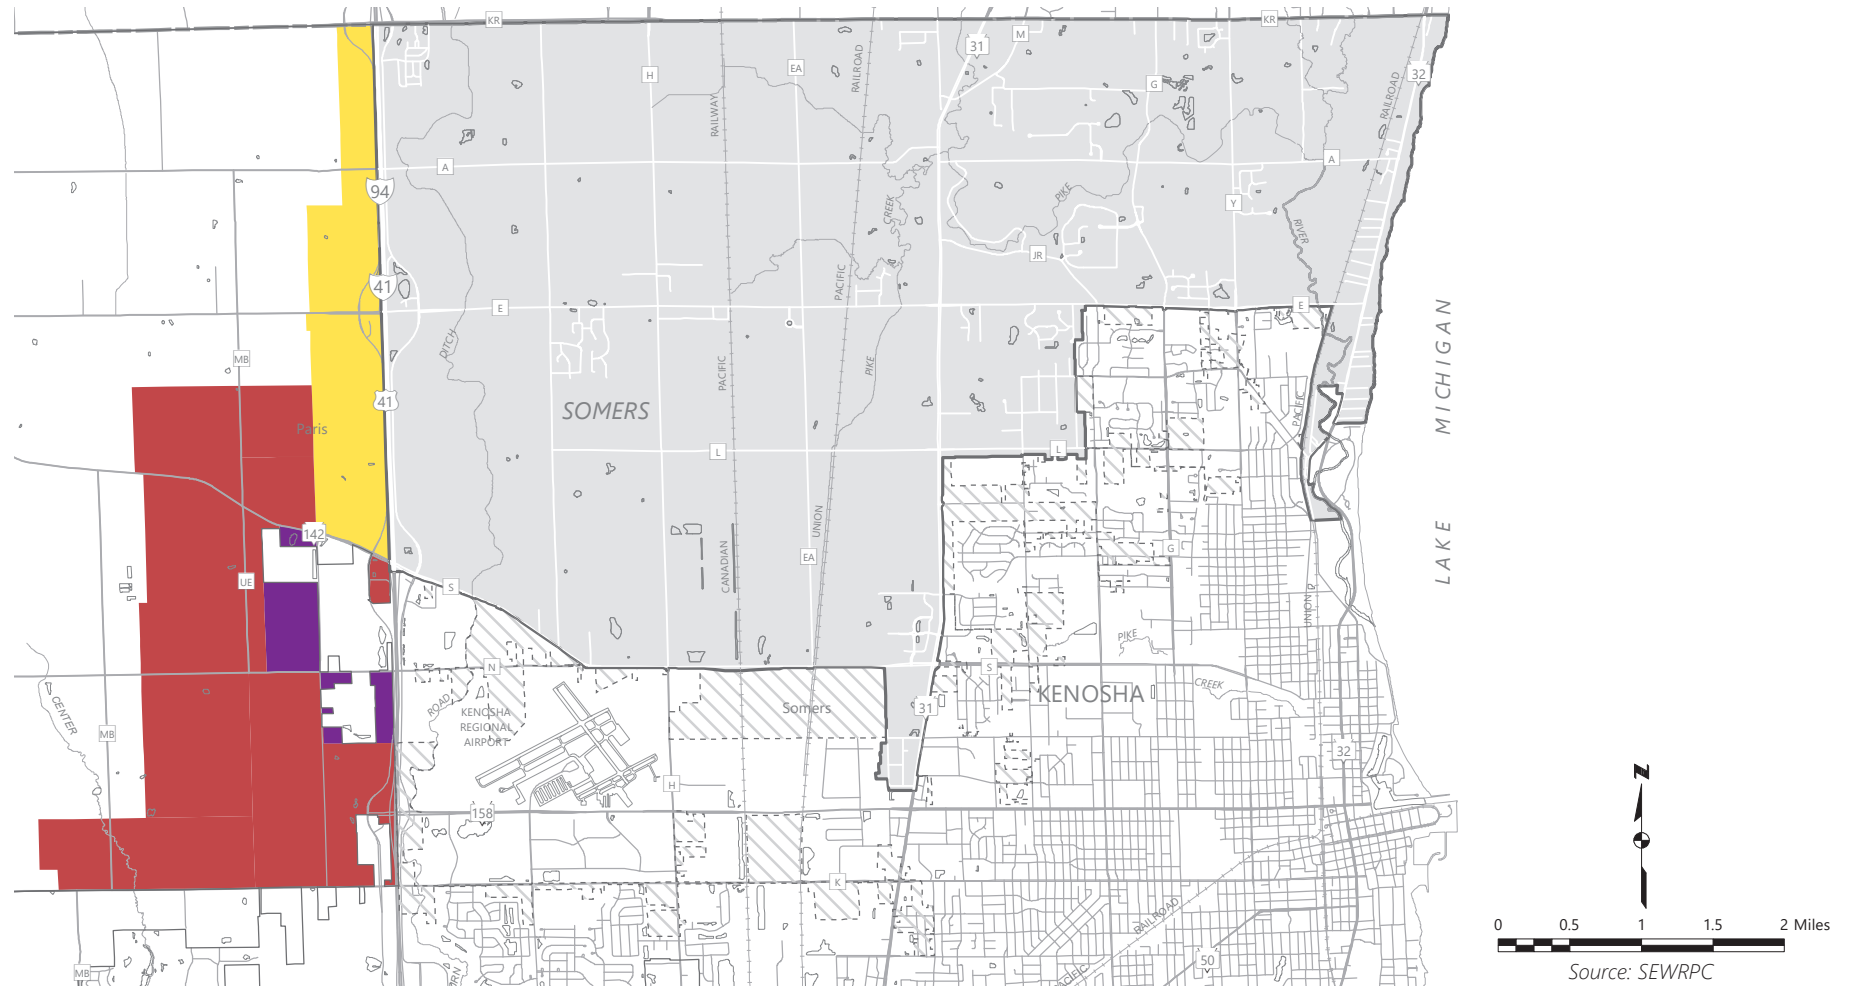 KR
KR
31
M
H
EA
RAILROAD
G
32
RAILROAD
RAILWAY
A
A
94
PIKE
Y
CREEK
RIVER
JR
41
PACIFIC
E
E
DITCH
MB
PACIFIC
PIKE
41
SOMERS
PACIFIC
LAKE MICHIGAN
Paris
L
L
142
UNION
EA
G
CANADIAN
UE
S
UNION
PIKE
N
S
CREEK
KENOSHA
CENTER
ROAD
KENOSHA
REGIONAL
AIRPORT
Somers
31
MB
32
H
158
N
K
RAILROAD
50
MB
0 0.5 1 1.5 2 Miles
Source: SEWRPC